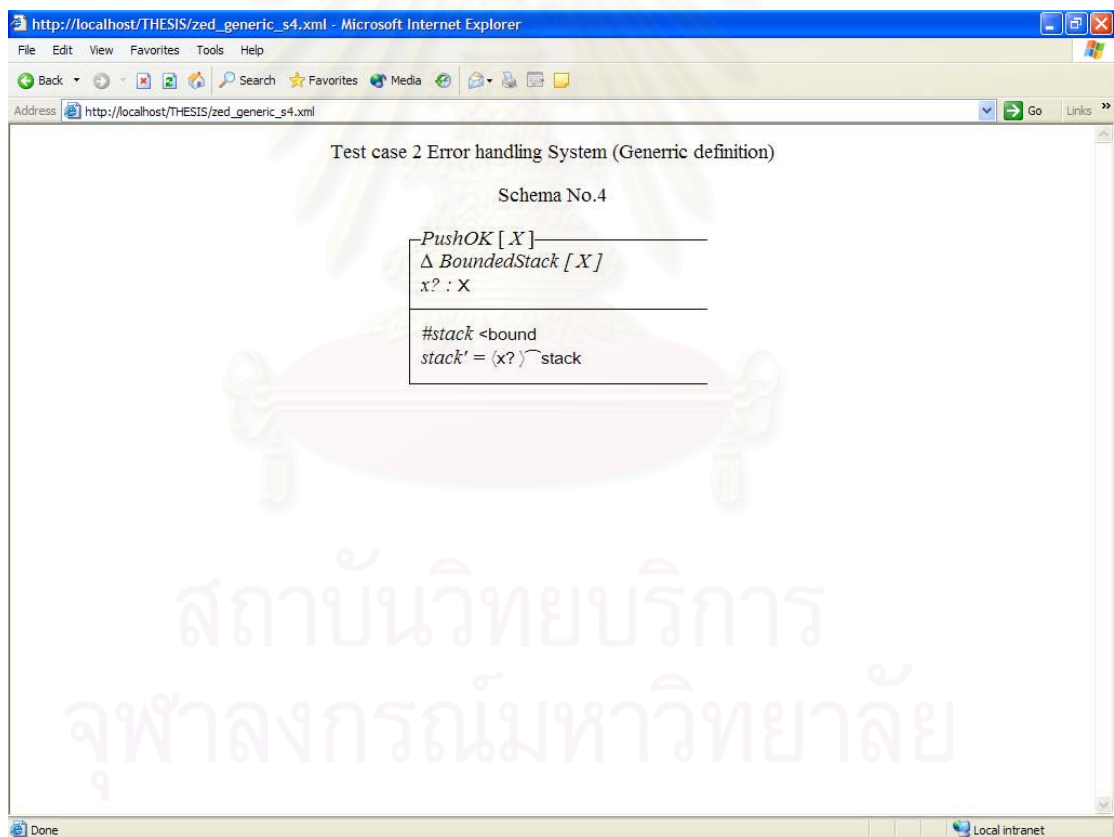 http://localhost/THESIS/zed_generic_s4.xml - Microsoft Internet Explorer
File Edit View Favorites Tools Help
Back Search Favorites Media
Address http://localhost/THESIS/zed_generic_s4.xml Go Links »
Test case 2 Error handling System (Generric definition)
Schema No.4
PushOK [ X ]
Δ BoundedStack [ X ]
x? : X
#stack <bound
stack′ = ⟨x? ⟩⁀stack
สถาบันวิทยบริการ
จุฬาลงกรณ์มหาวิทยาลัย
Done Local intranet